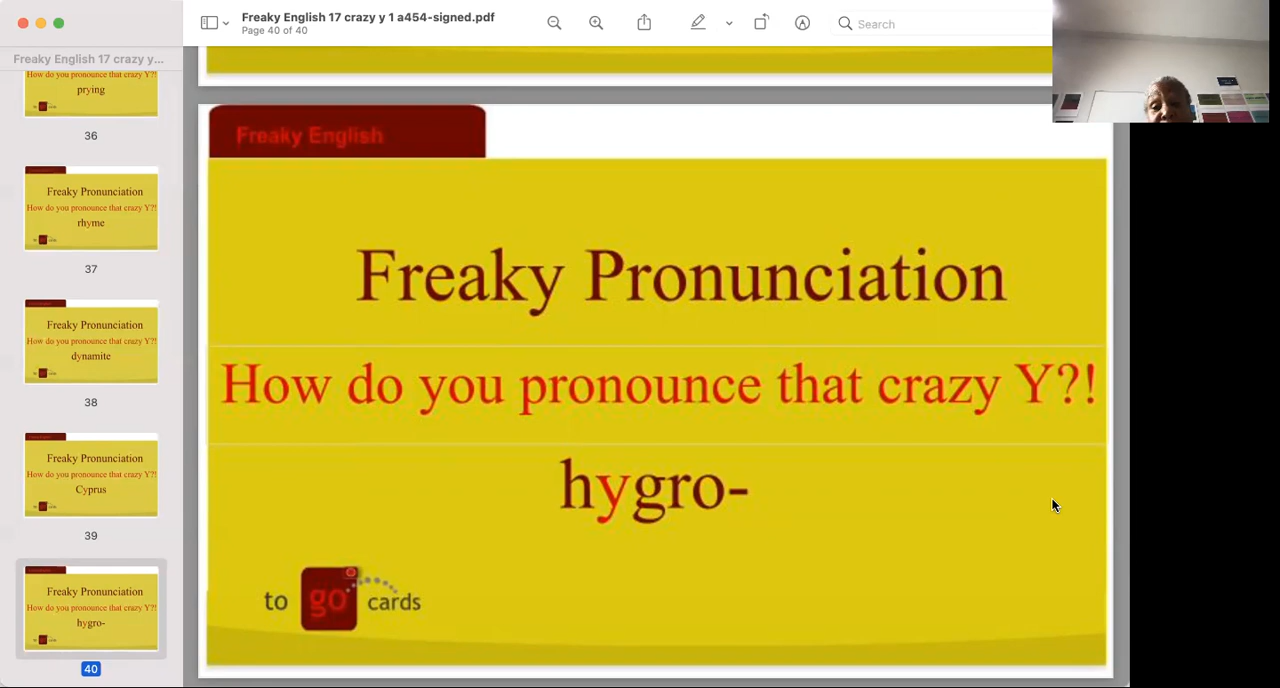 Freaky English 17 crazy y 1 a454-signed.pdf
Page 40 of 40
Search
Freaky English 17 crazy y...
How do you pronounce that crazy Y?!
prying
36
Freaky Pronunciation
How do you pronounce that crazy Y?!
rhyme
37
Freaky Pronunciation
How do you pronounce that crazy Y?!
dynamite
38
Freaky Pronunciation
How do you pronounce that crazy Y?!
Cyprus
39
Freaky Pronunciation
How do you pronounce that crazy Y?!
hygro-
40
Freaky English
Freaky Pronunciation
How do you pronounce that crazy Y?!
hygro-
to go cards